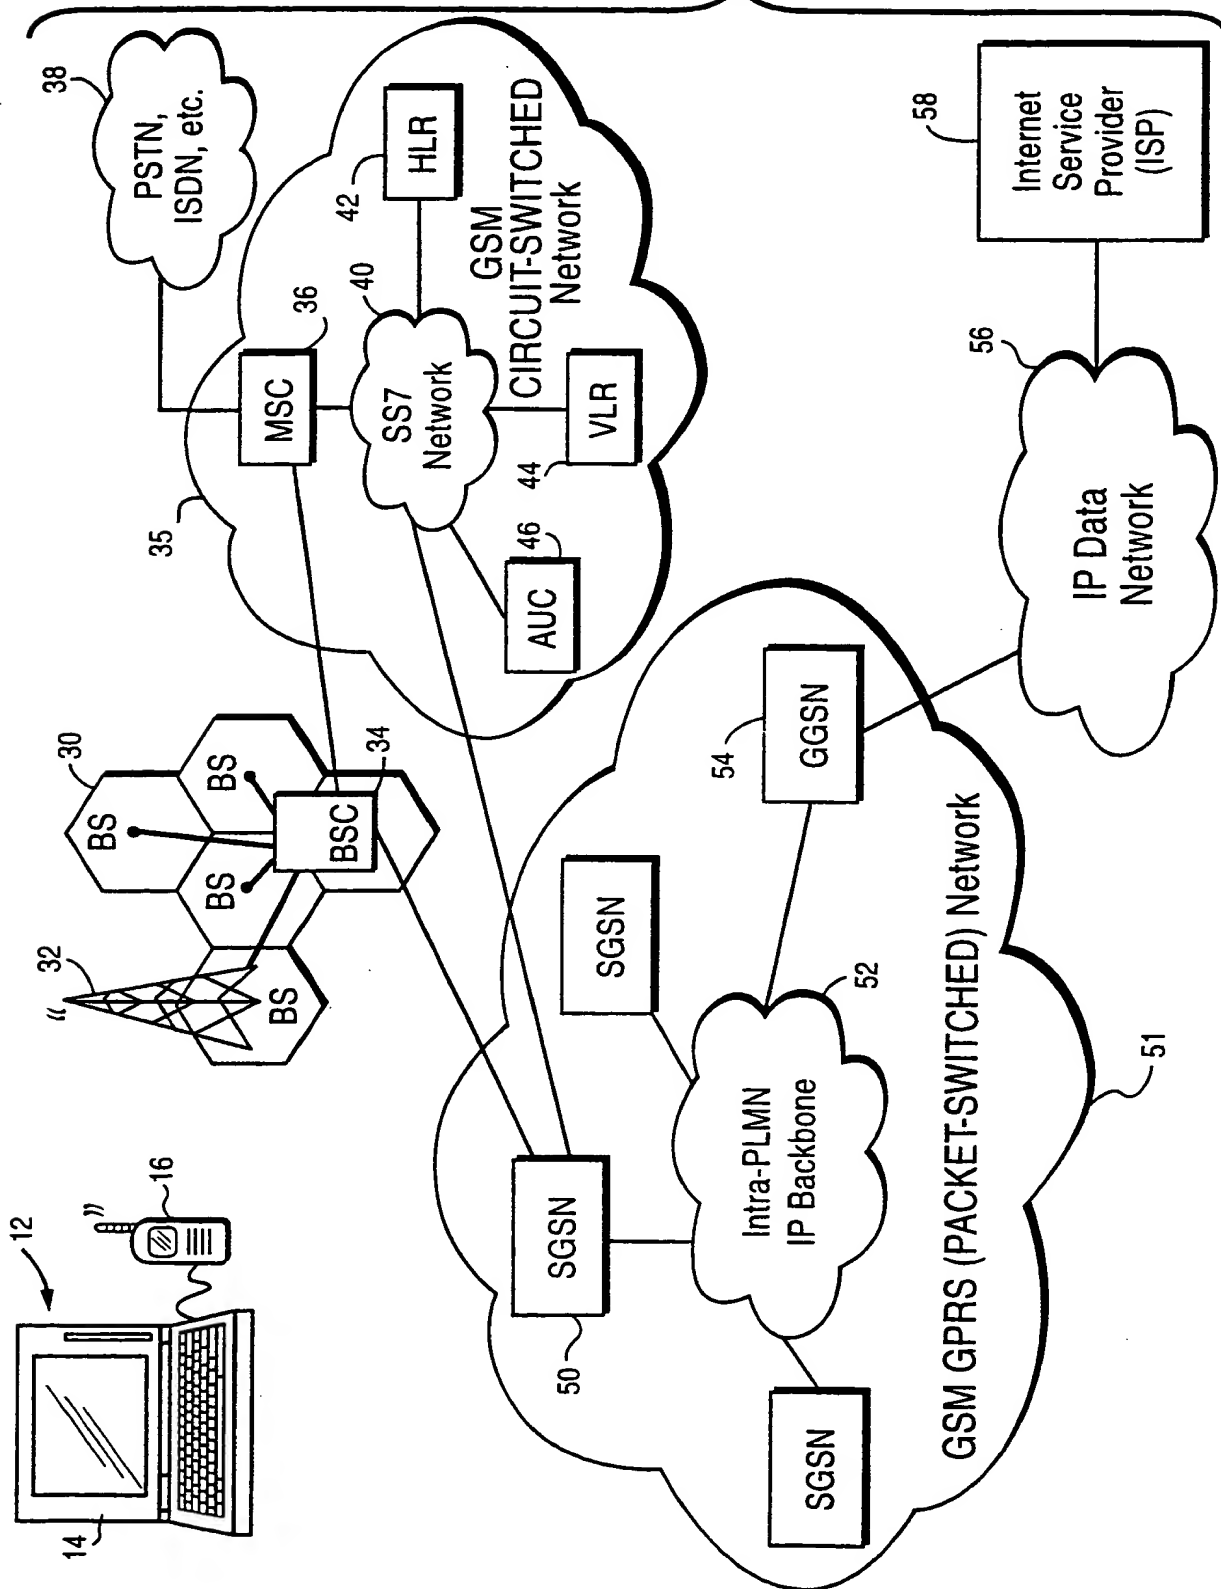 12
14
16
32
BS
BS
BS
BS
30
BSC
34
35
38
PSTN,
ISDN, etc.
MSC
36
SS7
Network
40
HLR
42
VLR
44
AUC
46
GSM
CIRCUIT-SWITCHED
Network
SGSN
50
SGSN
SGSN
Intra-PLMN
IP Backbone
52
GGSN
54
GSM GPRS (PACKET-SWITCHED) Network
51
IP Data
Network
56
Internet
Service
Provider
(ISP)
58